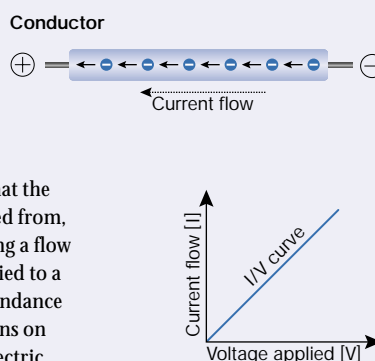 Conductor
Current flow
at the
ed from,
ng a flow
ied to a
ndance
ns on
ectric
Current flow [I]
I/V curve
Voltage applied [V]